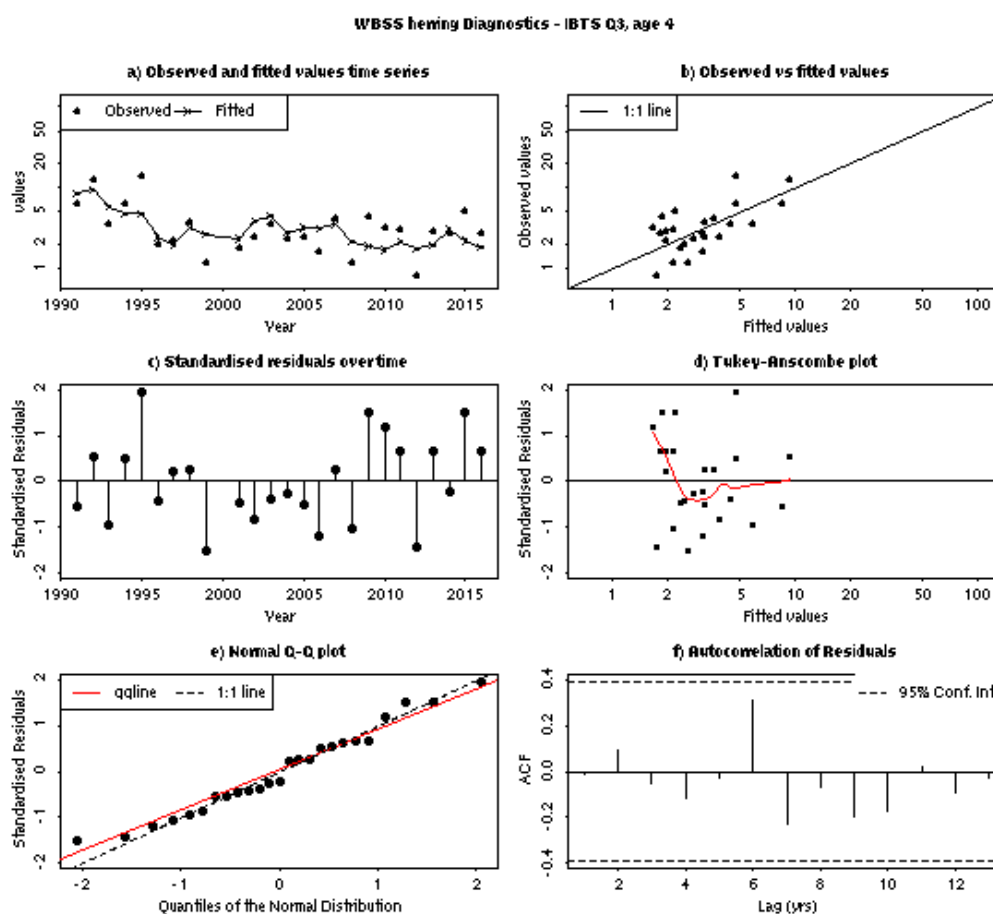 WBSS herring Diagnostics - IBTS Q3, age 4
a) Observed and fitted values time series
Observed Fitted
values
1 2 5 20 50
1990 1995 2000 2005 2010 2015
Year
b) Observed vs fitted values
1:1 line
Observed values
1 2 5 10 20 50
1 2 5 10 20 50 100
Fitted values
c) Standardised residuals over time
Standardised Residuals
-2 -1 0 1 2
1990 1995 2000 2005 2010 2015
Year
d) Tukey-Anscombe plot
Standardised Residuals
-2 -1 0 1 2
1 2 5 10 20 50 100
Fitted values
e) Normal Q-Q plot
qqline 1:1 line
Standardised Residuals
-2 -1 0 1 2
-2 -1 0 1 2
Quantiles of the Normal Distribution
f) Autocorrelation of Residuals
95% Conf. Int
ACF
-0.4 -0.2 0.0 0.2 0.4
2 4 6 8 10 12
Lag (yrs)